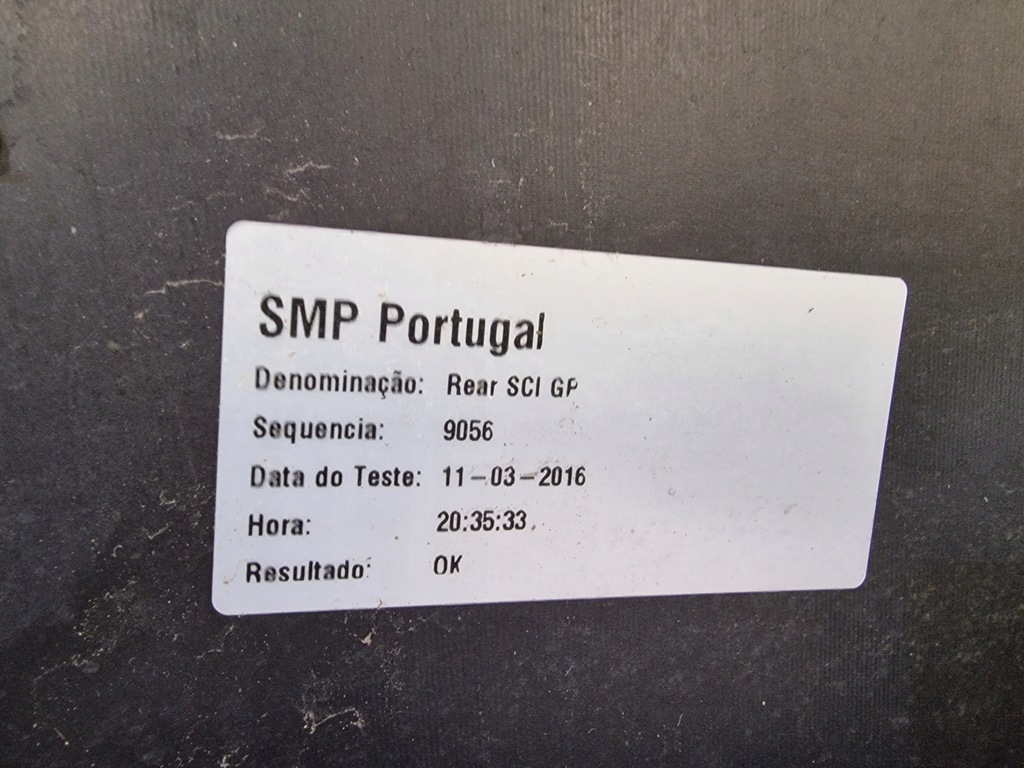 SMP Portugal
Denominação: Rear SCI GP
Sequencia: 9056
Data do Teste: 11-03-2016
Hora: 20:35:33
Resultado: OK